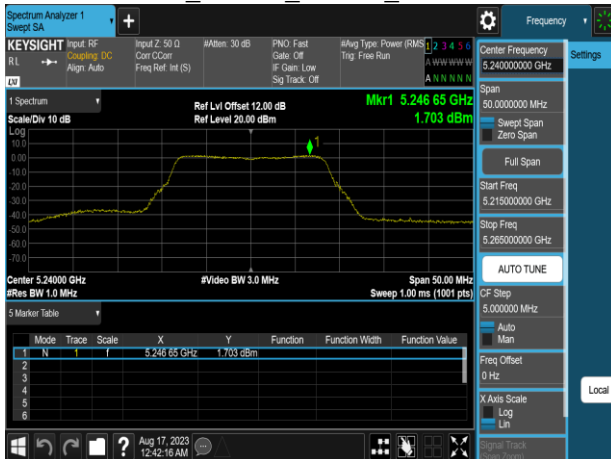 Spectrum Analyzer 1
Swept SA
+
Frequency
KEYSIGHT
RL
LXI
Input: RF
Coupling: DC
Align: Auto
Input Z: 50 Ω
Corr CCorr
Freq Ref: Int (S)
#Atten: 30 dB
PNO: Fast
Gate: Off
IF Gain: Low
Sig Track: Off
#Avg Type: Power (RMS
Trig: Free Run
1 2 3 4 5 6
A W W W W W
A N N N N N
1 Spectrum
Scale/Div 10 dB
Log
Ref Lvl Offset 12.00 dB
Ref Level 20.00 dBm
Mkr1 5.246 65 GHz
1.703 dBm
1
10.0
0.00
-10.0
-20.0
-30.0
-40.0
-50.0
-60.0
-70.0
Center 5.24000 GHz
#Res BW 1.0 MHz
#Video BW 3.0 MHz
Span 50.00 MHz
Sweep 1.00 ms (1001 pts)
5 Marker Table
Mode Trace Scale X Y Function Function Width Function Value
1 N 1 f 5.246 65 GHz 1.703 dBm
2
3
4
5
6
Center Frequency
5.240000000 GHz
Span
50.0000000 MHz
Swept Span
Zero Span
Full Span
Start Freq
5.215000000 GHz
Stop Freq
5.265000000 GHz
AUTO TUNE
CF Step
5.000000 MHz
Auto
Man
Freq Offset
0 Hz
X Axis Scale
Log
Lin
Signal Track
(Span Zoom)
Settings
Local
?
Aug 17, 2023
12:42:16 AM